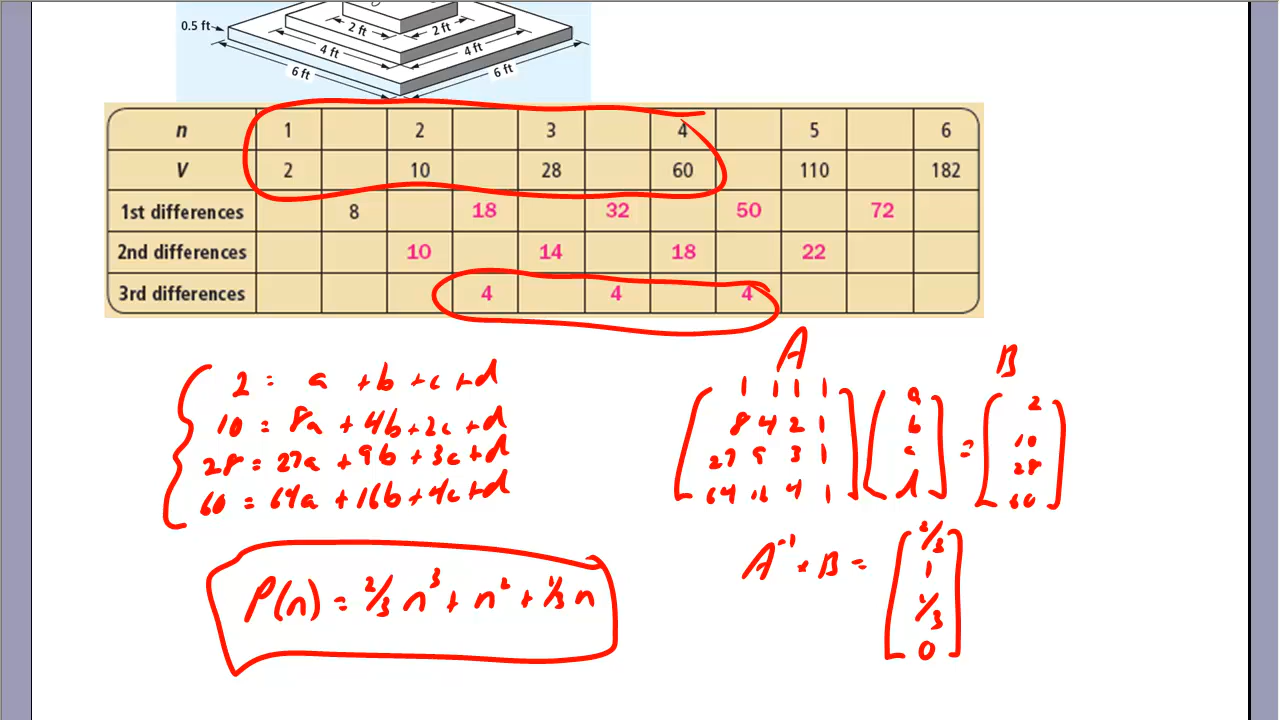 0.5 ft
2 ft 2 ft
4 ft 4 ft
6 ft 6 ft
n 1 2 3 4 5 6
V 2 10 28 60 110 182
1st differences 8 18 32 50 72
2nd differences 10 14 18 22
3rd differences 4 4 4
A B
2 = a + b + c + d
10 = 8a + 4b + 2c + d
28 = 27a + 9b + 3c + d
60 = 64a + 16b + 4c + d
1 1 1 1 a 2
8 4 2 1 b = 10
27 9 3 1 c 28
64 16 4 1 d 60
P(n) = 2/3 n³ + n² + 1/3 n
A⁻¹ * B = 2/3
1
1/3
0